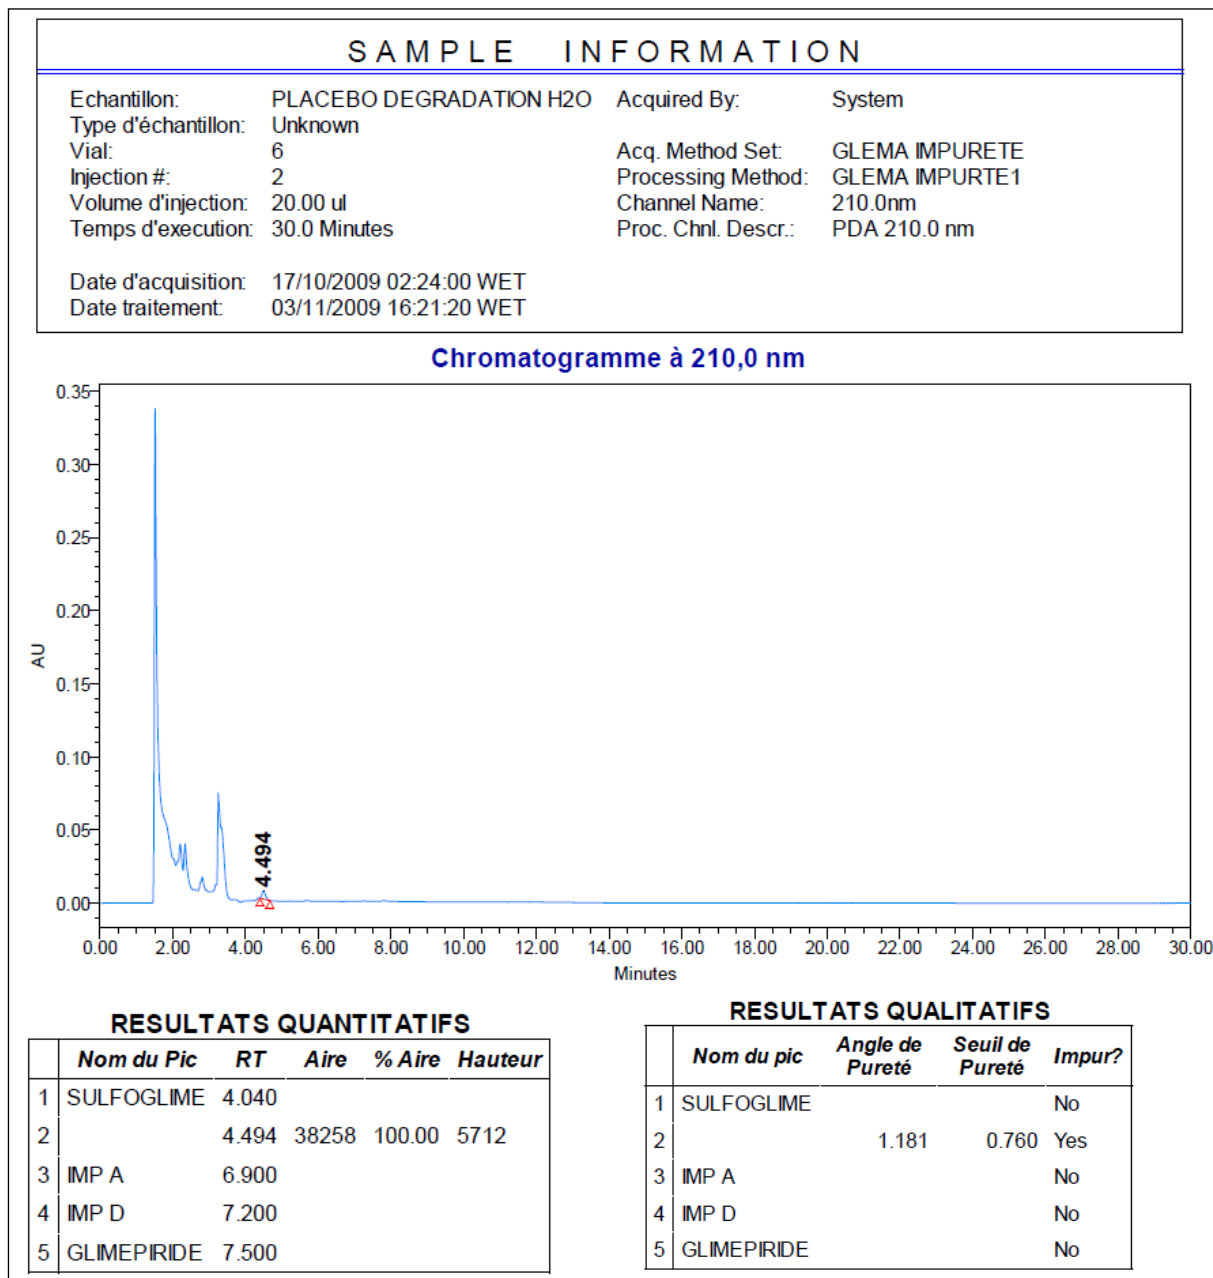 SAMPLE INFORMATION
Echantillon: PLACEBO DEGRADATION H2O Acquired By: System
Type d'échantillon: Unknown
Vial: 6 Acq. Method Set: GLEMA IMPURETE
Injection #: 2 Processing Method: GLEMA IMPURTE1
Volume d'injection: 20.00 ul Channel Name: 210.0nm
Temps d'execution: 30.0 Minutes Proc. Chnl. Descr.: PDA 210.0 nm
Date d'acquisition: 17/10/2009 02:24:00 WET
Date traitement: 03/11/2009 16:21:20 WET
Chromatogramme à 210,0 nm
0.35
0.30
0.25
0.20
0.15
0.10
0.05
0.00
AU
4.494
0.00 2.00 4.00 6.00 8.00 10.00 12.00 14.00 16.00 18.00 20.00 22.00 24.00 26.00 28.00 30.00
Minutes
RESULTATS QUANTITATIFS
Nom du Pic RT Aire % Aire Hauteur
1 SULFOGLIME 4.040
2 4.494 38258 100.00 5712
3 IMP A 6.900
4 IMP D 7.200
5 GLIMEPIRIDE 7.500
RESULTATS QUALITATIFS
Nom du pic Angle de Pureté Seuil de Pureté Impur?
1 SULFOGLIME No
2 1.181 0.760 Yes
3 IMP A No
4 IMP D No
5 GLIMEPIRIDE No